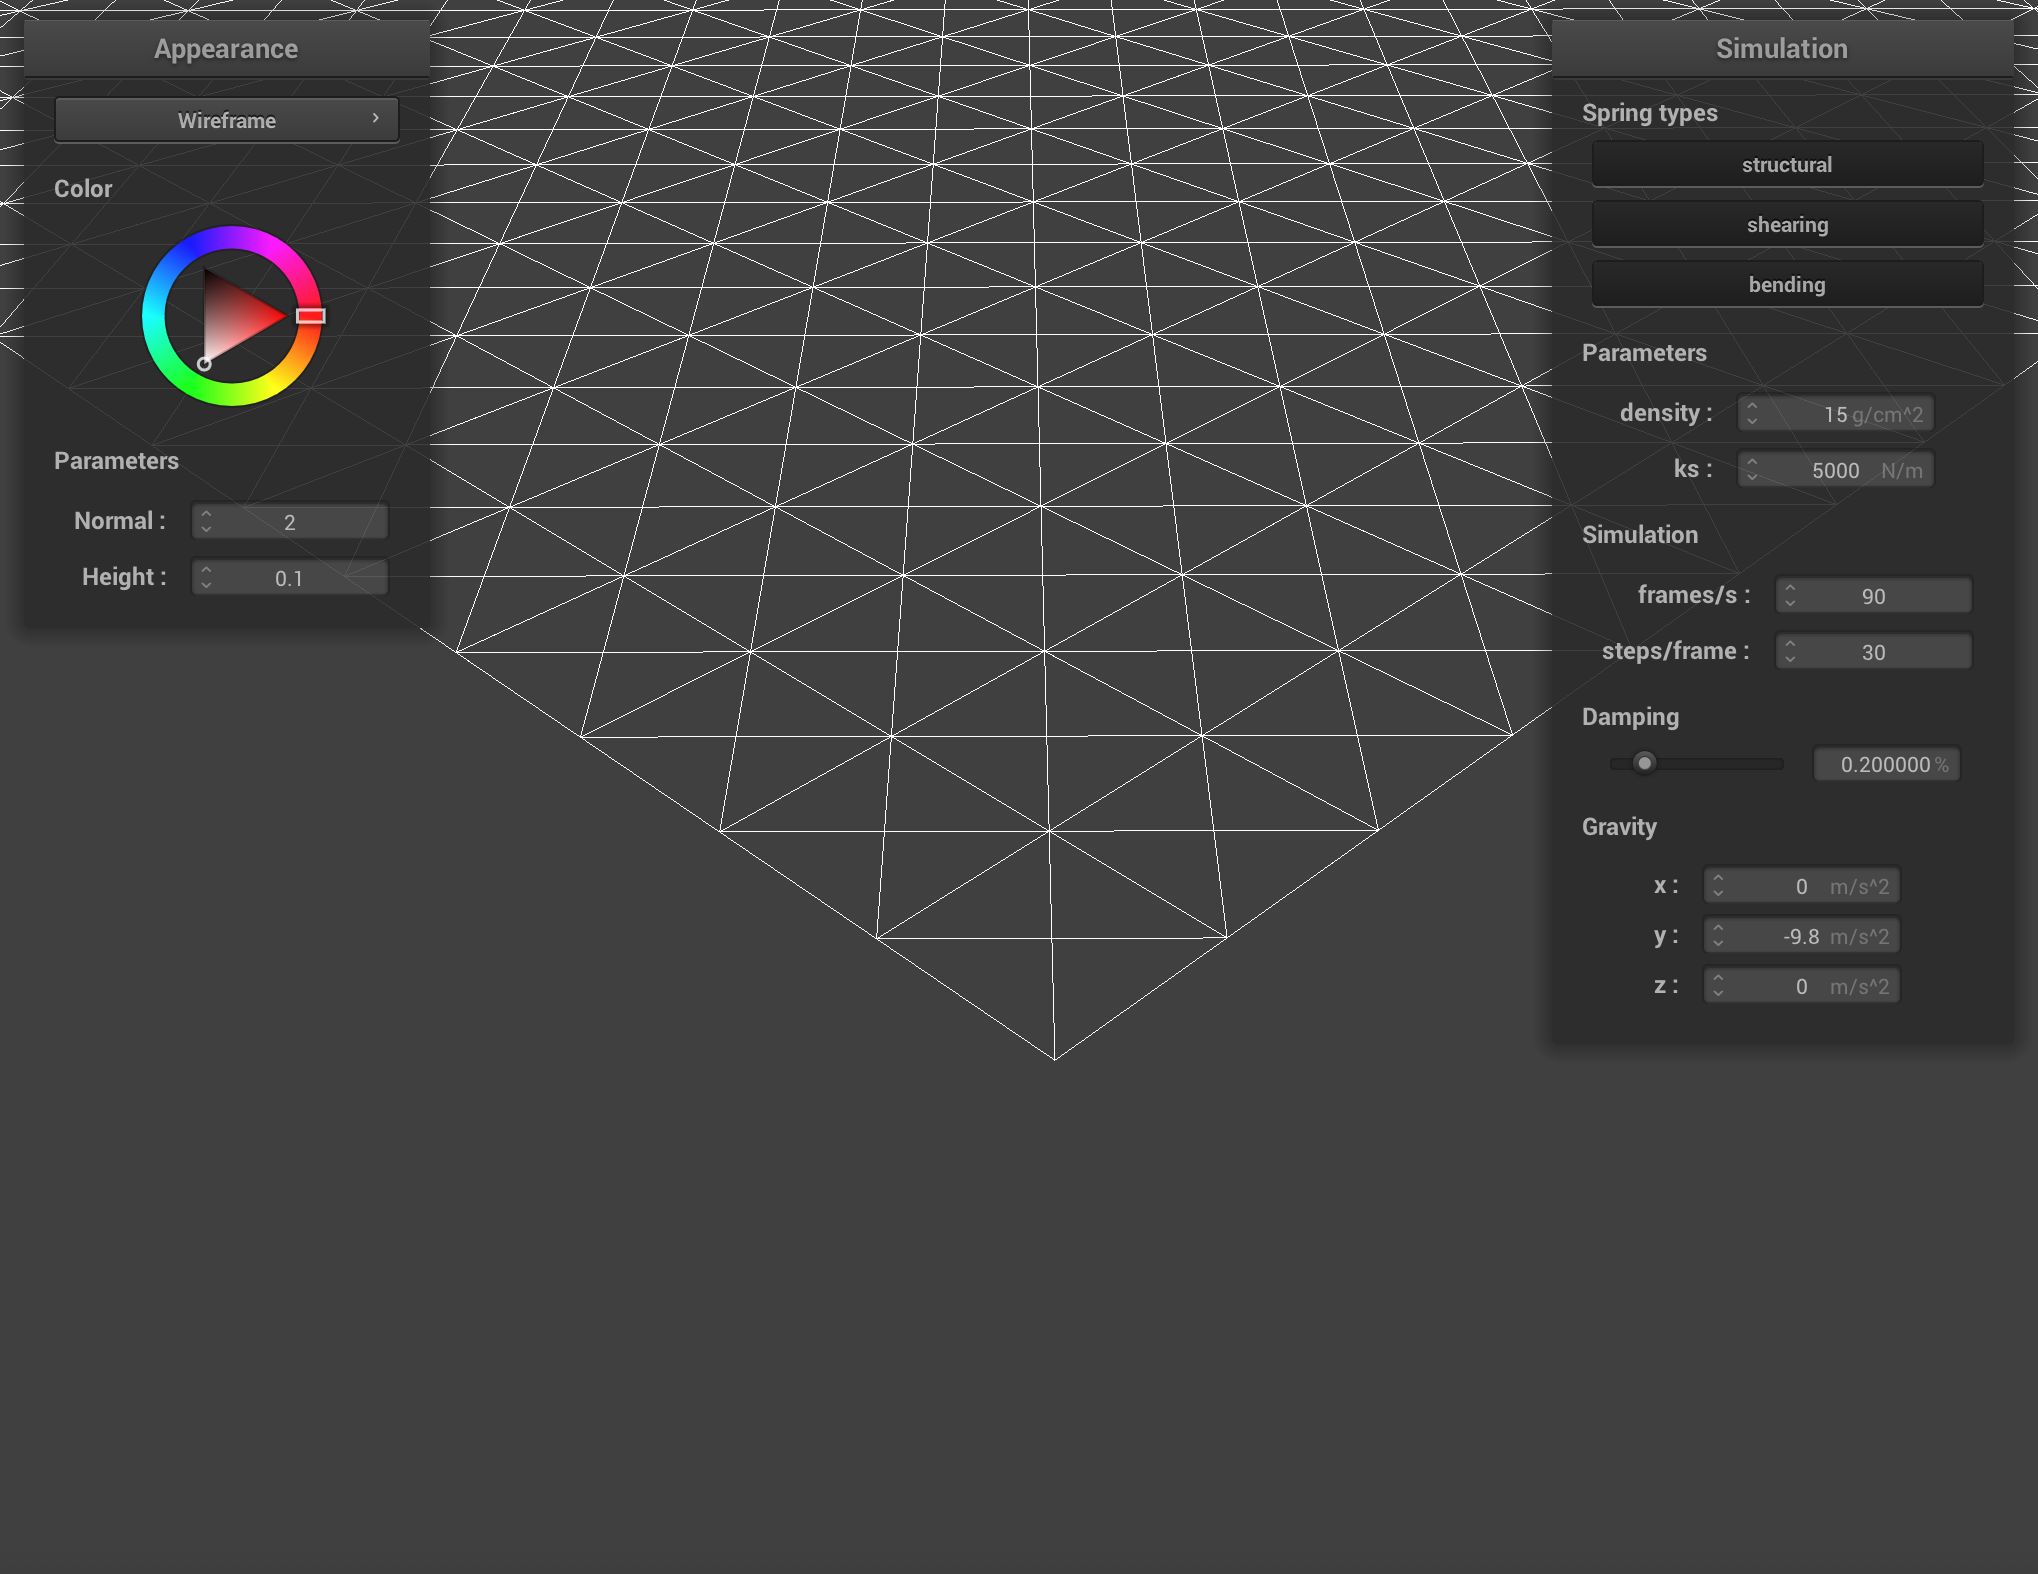 Appearance
Wireframe
Color
Parameters
Normal : 2
Height : 0.1
Simulation
Spring types
structural
shearing
bending
Parameters
density : 15 g/cm^2
ks : 5000 N/m
Simulation
frames/s : 90
steps/frame : 30
Damping
0.200000 %
Gravity
x : 0 m/s^2
y : -9.8 m/s^2
z : 0 m/s^2